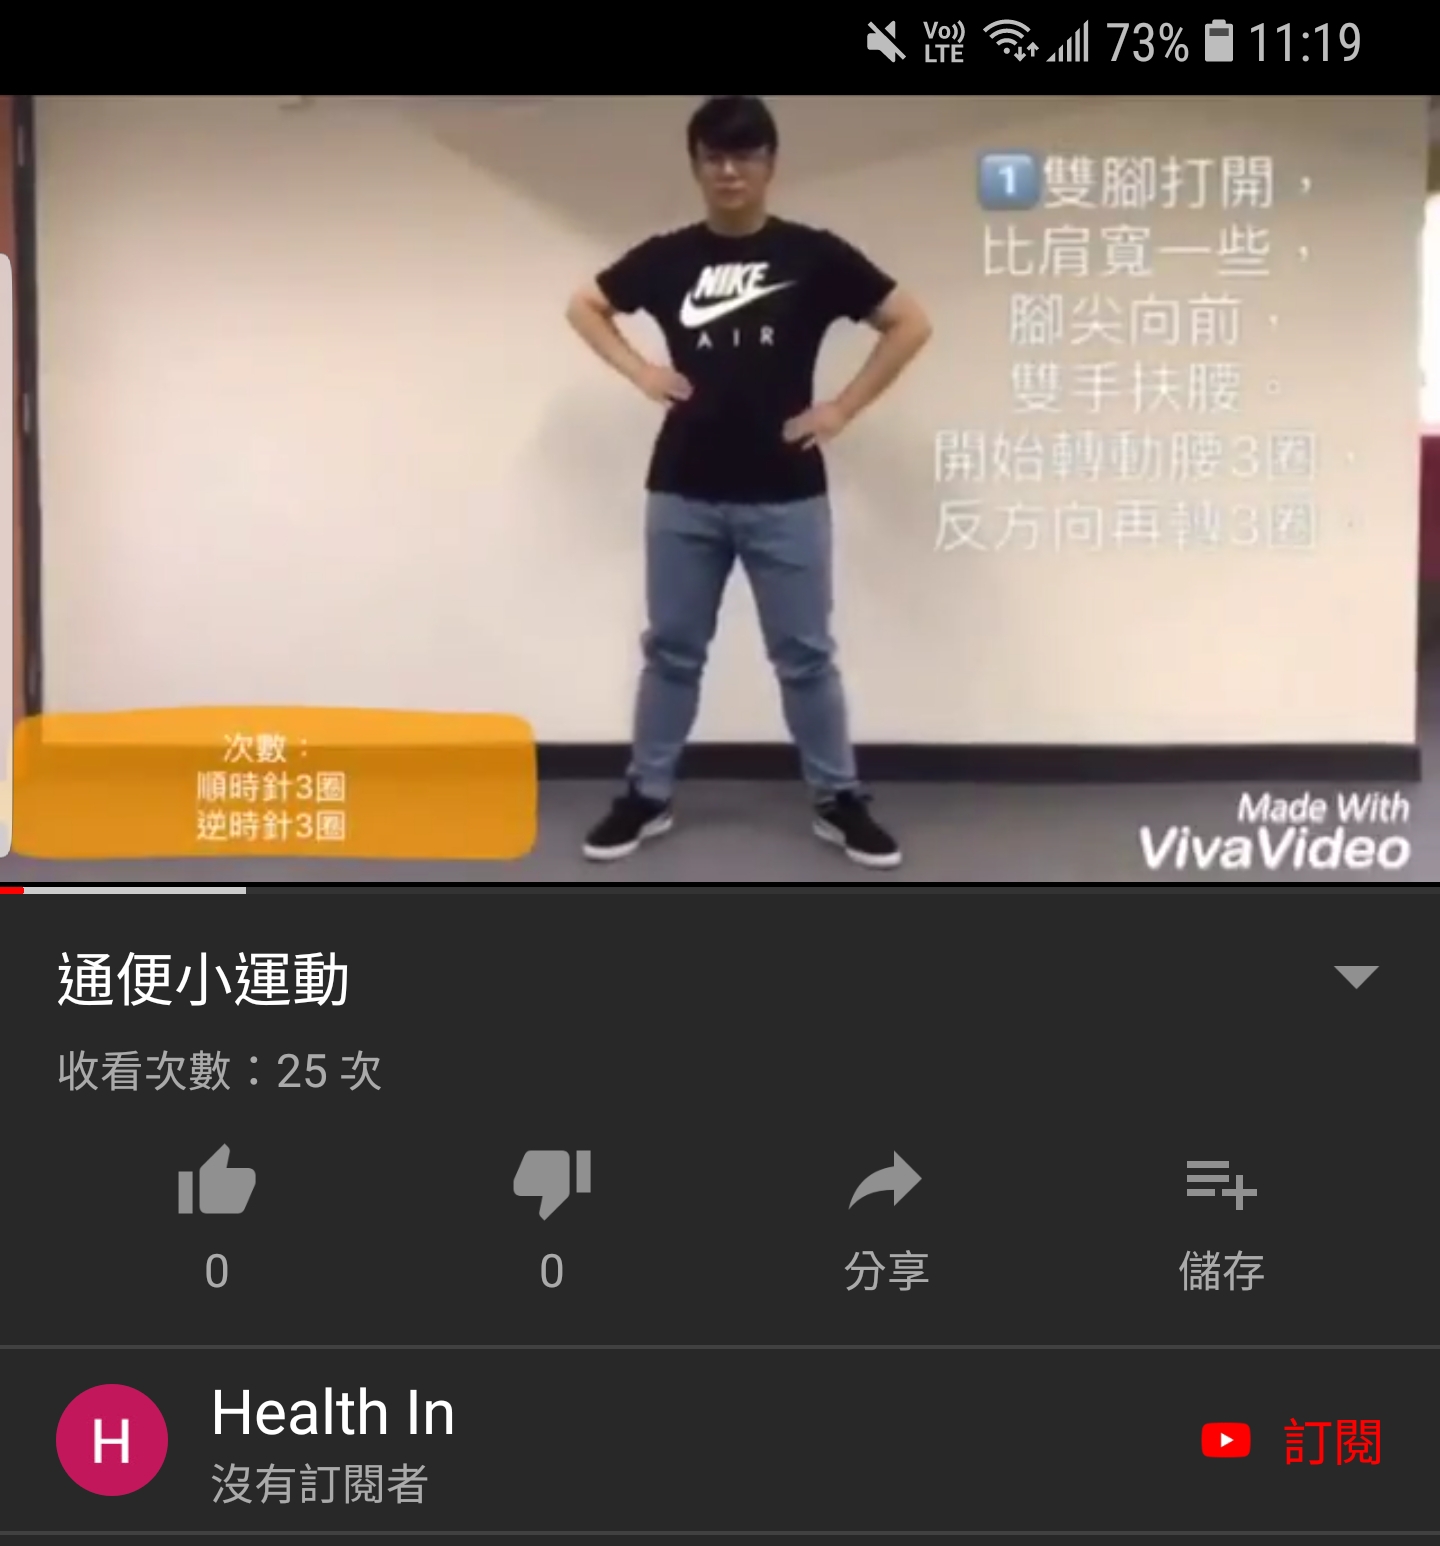 73% 11:19
Vo)) LTE
1 雙腳打開，
比肩寬一些，
腳尖向前，
雙手扶腰。
開始轉動腰3圈，
反方向再轉3圈。
NIKE
AIR
次數：
順時針3圈
逆時針3圈
Made With
VivaVideo
通便小運動
收看次數：25 次
0
0
分享
儲存
H
Health In
沒有訂閱者
訂閱